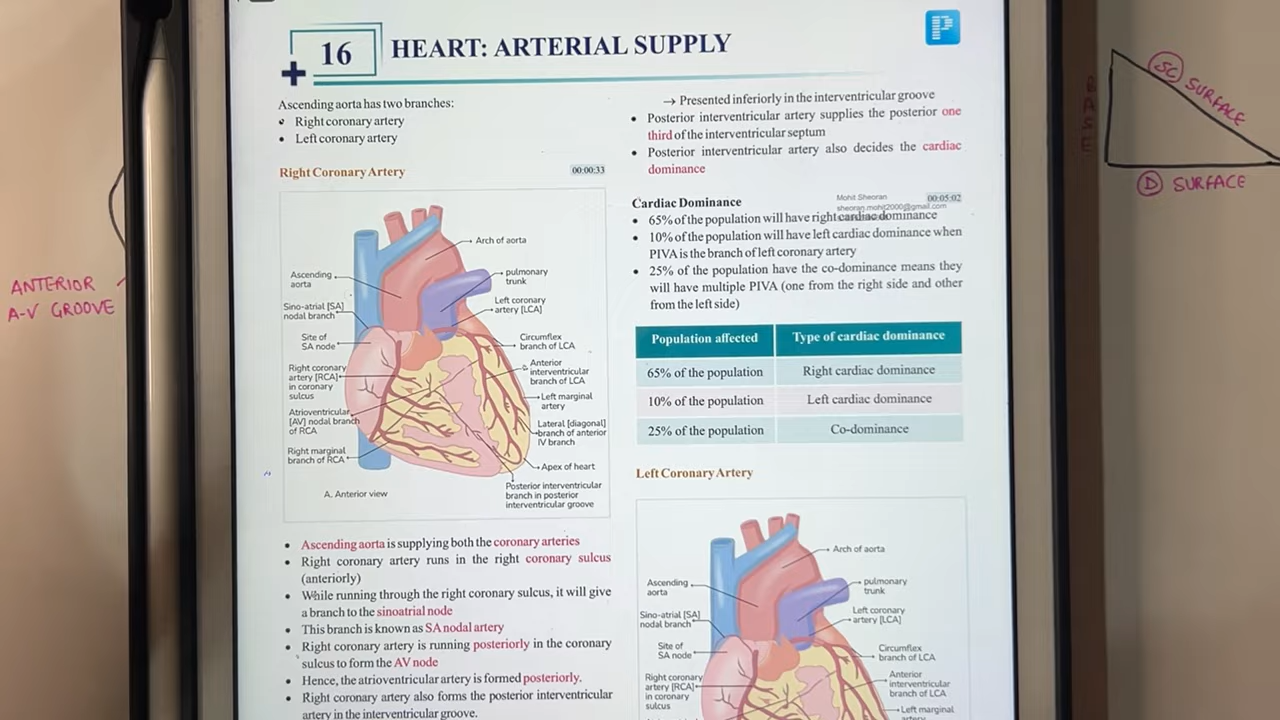 16
HEART: ARTERIAL SUPPLY
P
Ascending aorta has two branches:
Right coronary artery
• Left coronary artery
Right Coronary Artery
00:00:33
Arch of aorta
Ascending
aorta
pulmonary
trunk
Sino-atrial [SA]
nodal branch
Left coronary
artery [LCA]
Site of
SA node
Circumflex
branch of LCA
Right coronary
artery [RCA]
in coronary
sulcus
Anterior
interventricular
branch of LCA
Left marginal
artery
Atrioventricular
[AV] nodal branch
of RCA
Lateral [diagonal]
branch of anterior
IV branch
Right marginal
branch of RCA
Apex of heart
A. Anterior view
Posterior interventricular
branch in posterior
interventricular groove
• Ascending aorta is supplying both the coronary arteries
• Right coronary artery runs in the right coronary sulcus
(anteriorly)
• While running through the right coronary sulcus, it will give
a branch to the sinoatrial node
• This branch is known as SA nodal artery
• Right coronary artery is running posteriorly in the coronary
sulcus to form the AV node
• Hence, the atrioventricular artery is formed posteriorly.
• Right coronary artery also forms the posterior interventricular
artery in the interventricular groove.
→ Presented inferiorly in the interventricular groove
• Posterior interventricular artery supplies the posterior one
third of the interventricular septum
• Posterior interventricular artery also decides the cardiac
dominance
Mohit Sheoran
sheoran.mohit2000@gmail.com
Cardiac Dominance
00:05:02
• 65% of the population will have right cardiac dominance
• 10% of the population will have left cardiac dominance when
PIVA is the branch of left coronary artery
• 25% of the population have the co-dominance means they
will have multiple PIVA (one from the right side and other
from the left side)
Population affected Type of cardiac dominance
65% of the population Right cardiac dominance
10% of the population Left cardiac dominance
25% of the population Co-dominance
Left Coronary Artery
Arch of aorta
Ascending
aorta
pulmonary
trunk
Sino-atrial [SA]
nodal branch
Left coronary
artery [LCA]
Site of
SA node
Circumflex
branch of LCA
Right coronary
artery [RCA]
in coronary
sulcus
Anterior
interventricular
branch of LCA
Left marginal
ANTERIOR
A-V GROOVE
BASE
SC SURFACE
D SURFACE